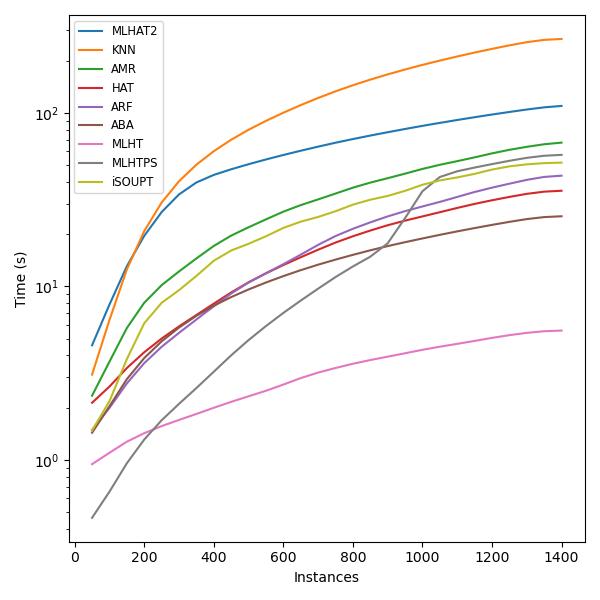 MLHAT2
KNN
AMR
HAT
ARF
ABA
MLHT
MLHTPS
iSOUPT
Time (s)
10²
10¹
10⁰
0 200 400 600 800 1000 1200 1400
Instances